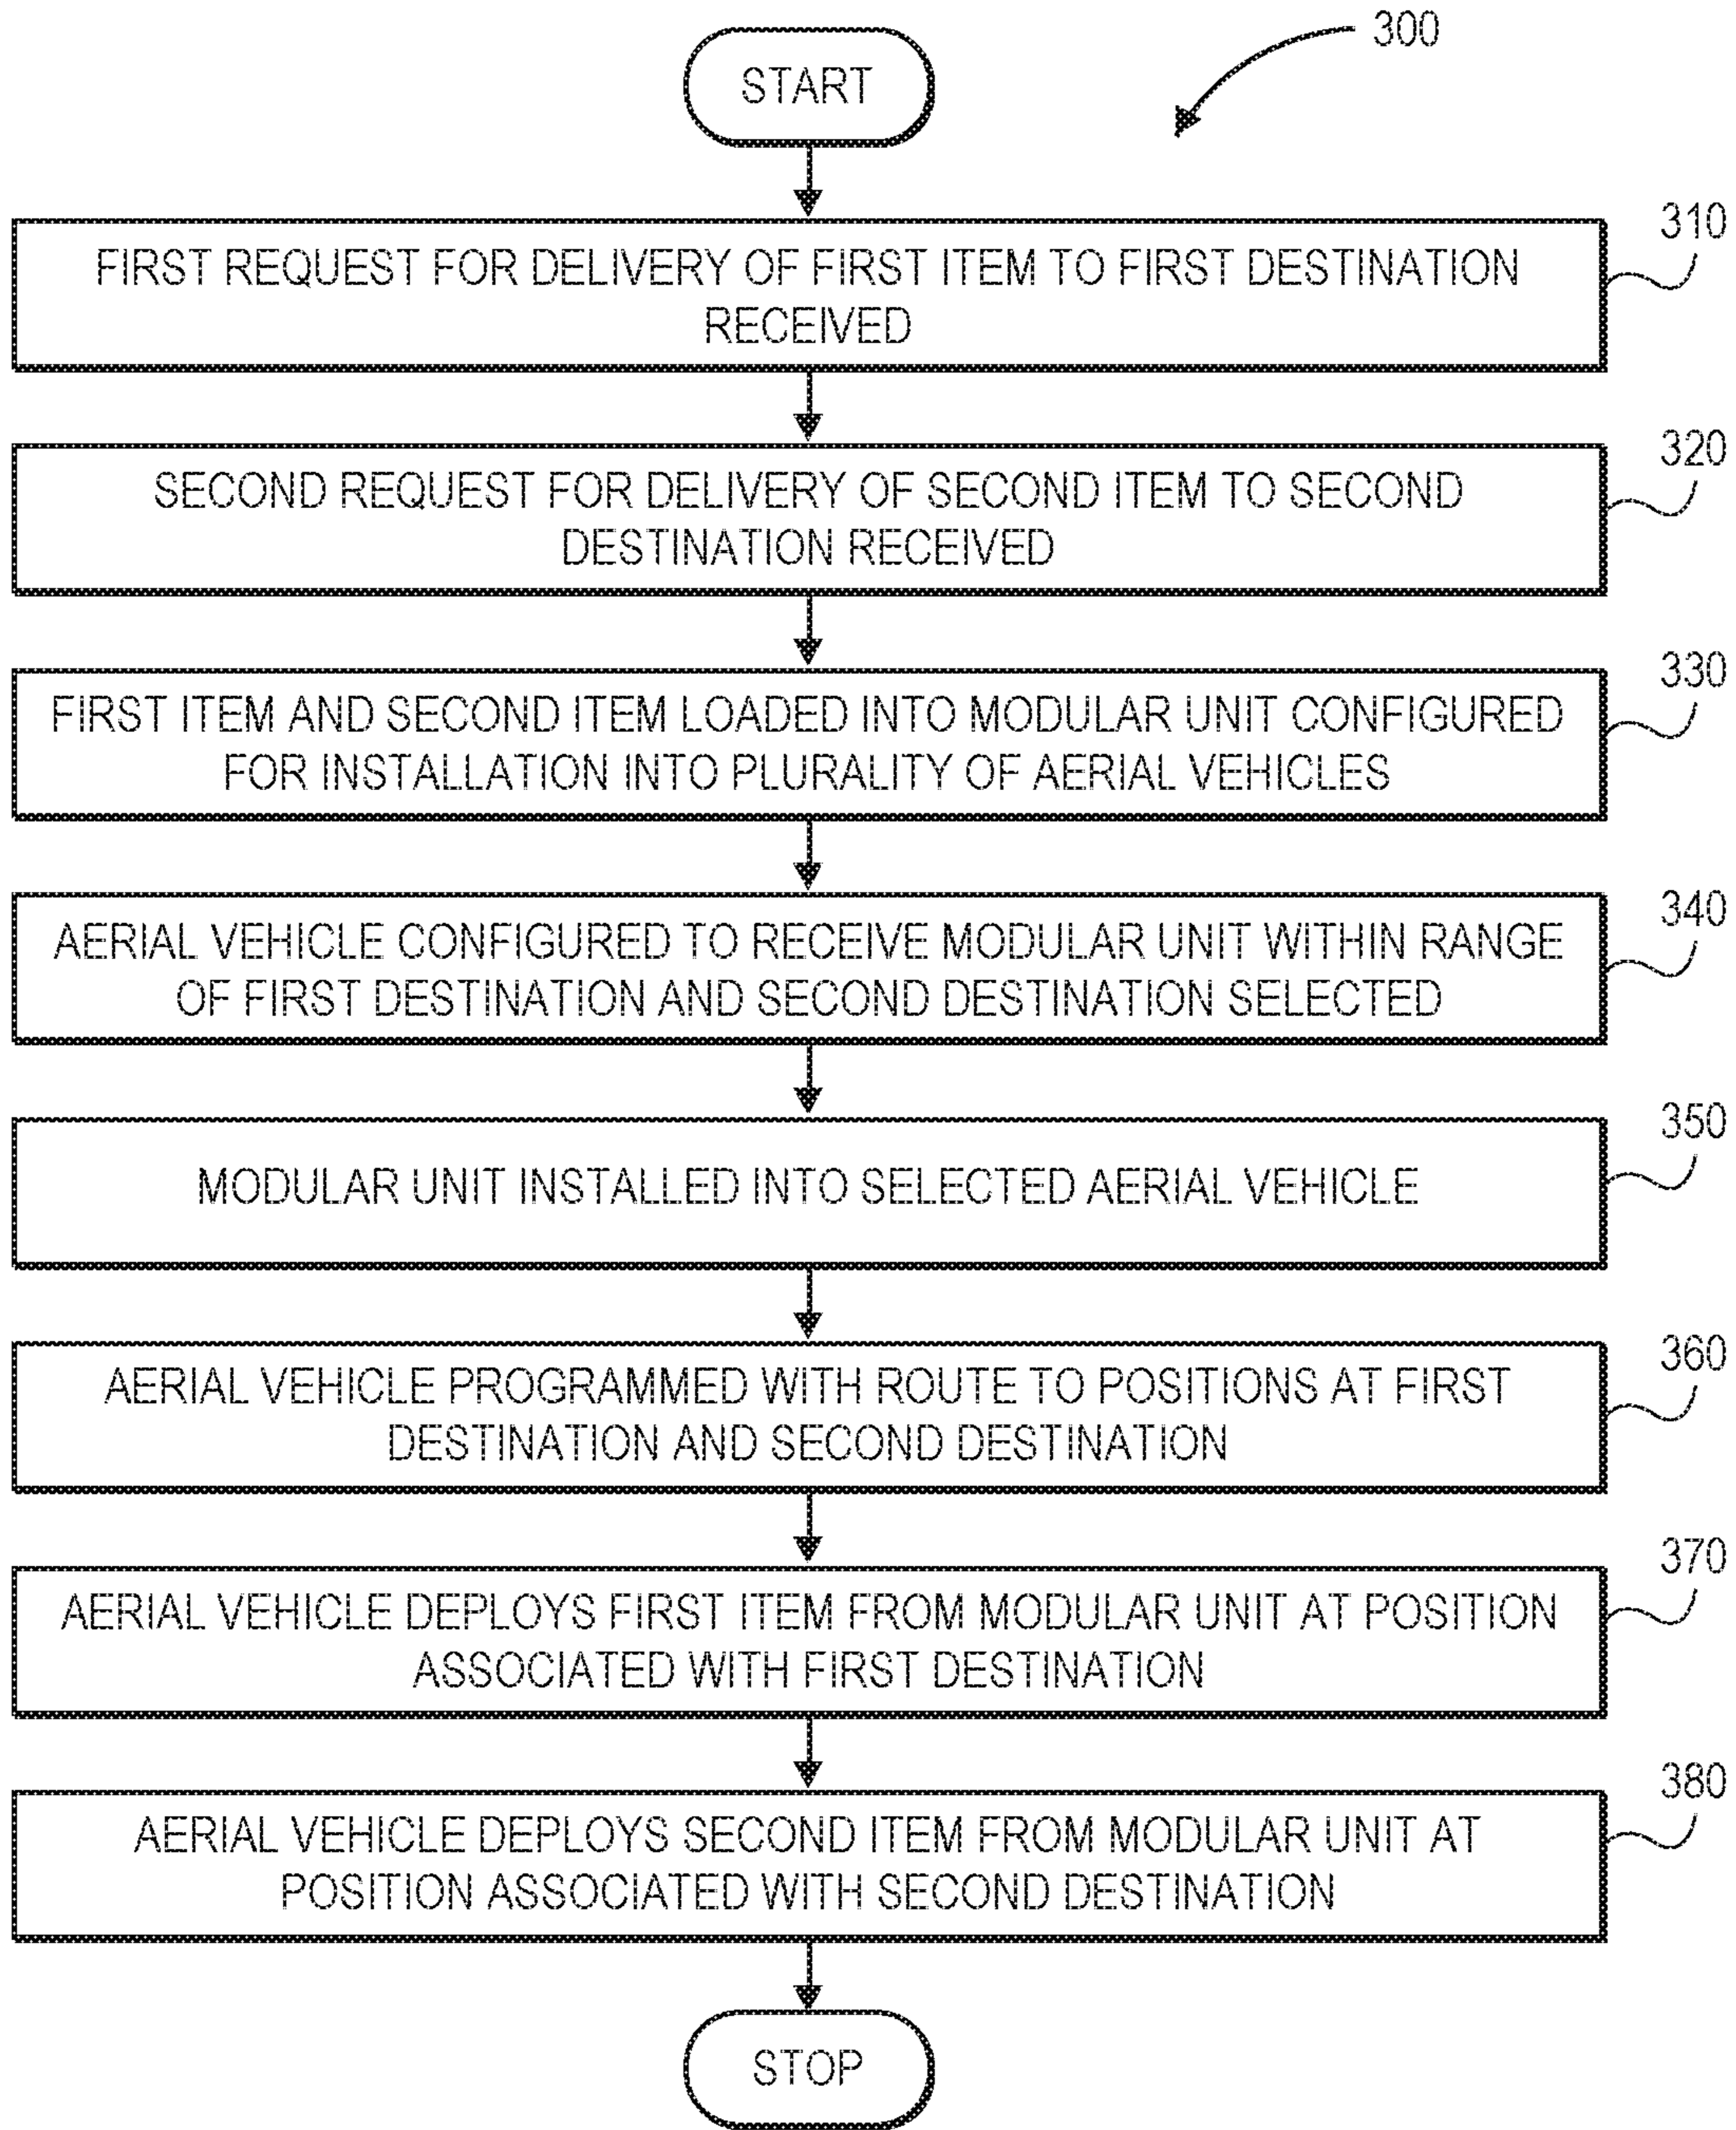 300
START
310
FIRST REQUEST FOR DELIVERY OF FIRST ITEM TO FIRST DESTINATION
RECEIVED
320
SECOND REQUEST FOR DELIVERY OF SECOND ITEM TO SECOND
DESTINATION RECEIVED
330
FIRST ITEM AND SECOND ITEM LOADED INTO MODULAR UNIT CONFIGURED
FOR INSTALLATION INTO PLURALITY OF AERIAL VEHICLES
340
AERIAL VEHICLE CONFIGURED TO RECEIVE MODULAR UNIT WITHIN RANGE
OF FIRST DESTINATION AND SECOND DESTINATION SELECTED
350
MODULAR UNIT INSTALLED INTO SELECTED AERIAL VEHICLE
360
AERIAL VEHICLE PROGRAMMED WITH ROUTE TO POSITIONS AT FIRST
DESTINATION AND SECOND DESTINATION
370
AERIAL VEHICLE DEPLOYS FIRST ITEM FROM MODULAR UNIT AT POSITION
ASSOCIATED WITH FIRST DESTINATION
380
AERIAL VEHICLE DEPLOYS SECOND ITEM FROM MODULAR UNIT AT
POSITION ASSOCIATED WITH SECOND DESTINATION
STOP